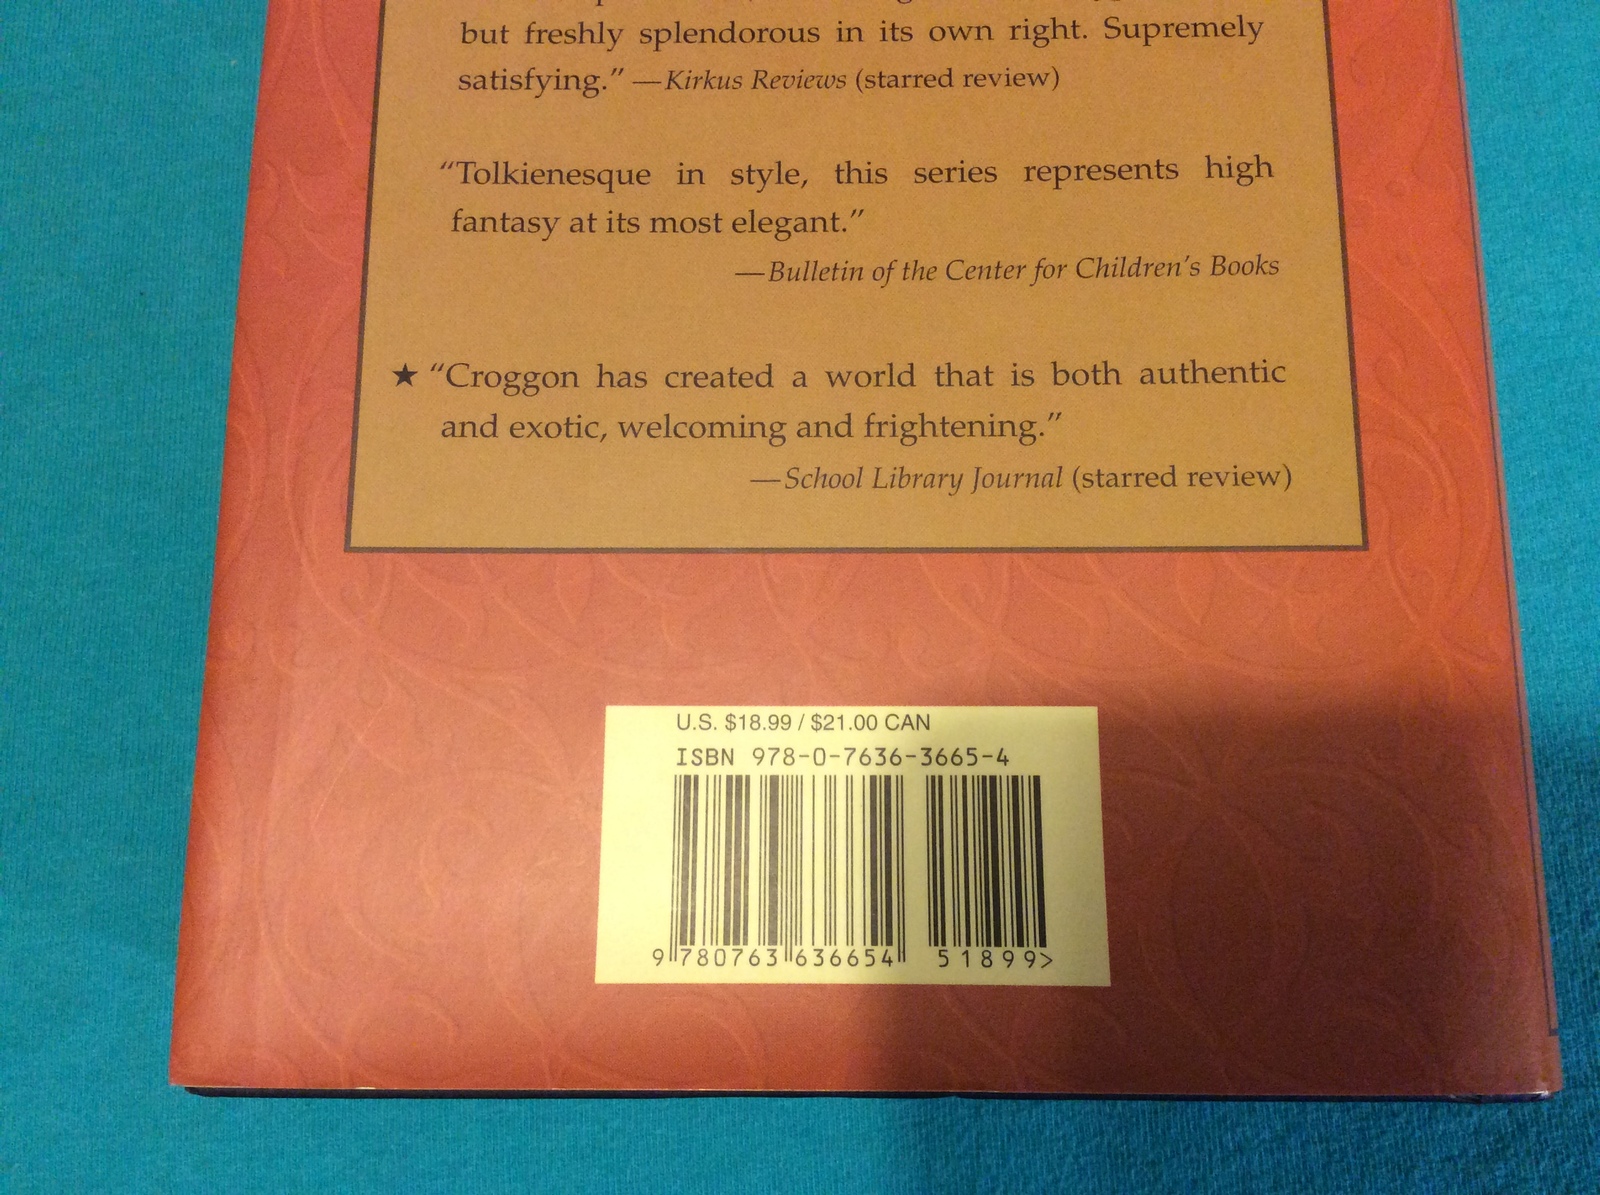 but freshly splendorous in its own right. Supremely
satisfying.” —Kirkus Reviews (starred review)
“Tolkienesque in style, this series represents high
fantasy at its most elegant.”
—Bulletin of the Center for Children’s Books
★ “Croggon has created a world that is both authentic
and exotic, welcoming and frightening.”
—School Library Journal (starred review)
U.S. $18.99 / $21.00 CAN
ISBN 978-0-7636-3665-4
9 780763 636654 51899>